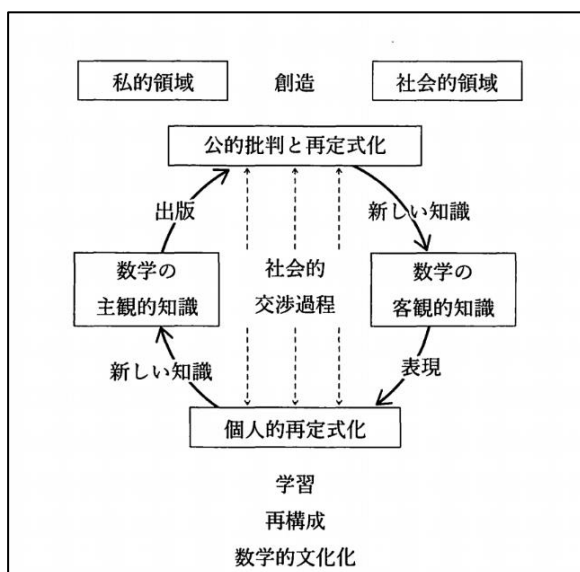 私的領域
創造
社会的領域
公的批判と再定式化
出版
新しい知識
数学の
主観的知識
社会的
交渉過程
数学の
客観的知識
新しい知識
表現
個人的再定式化
学習
再構成
数学的文化化